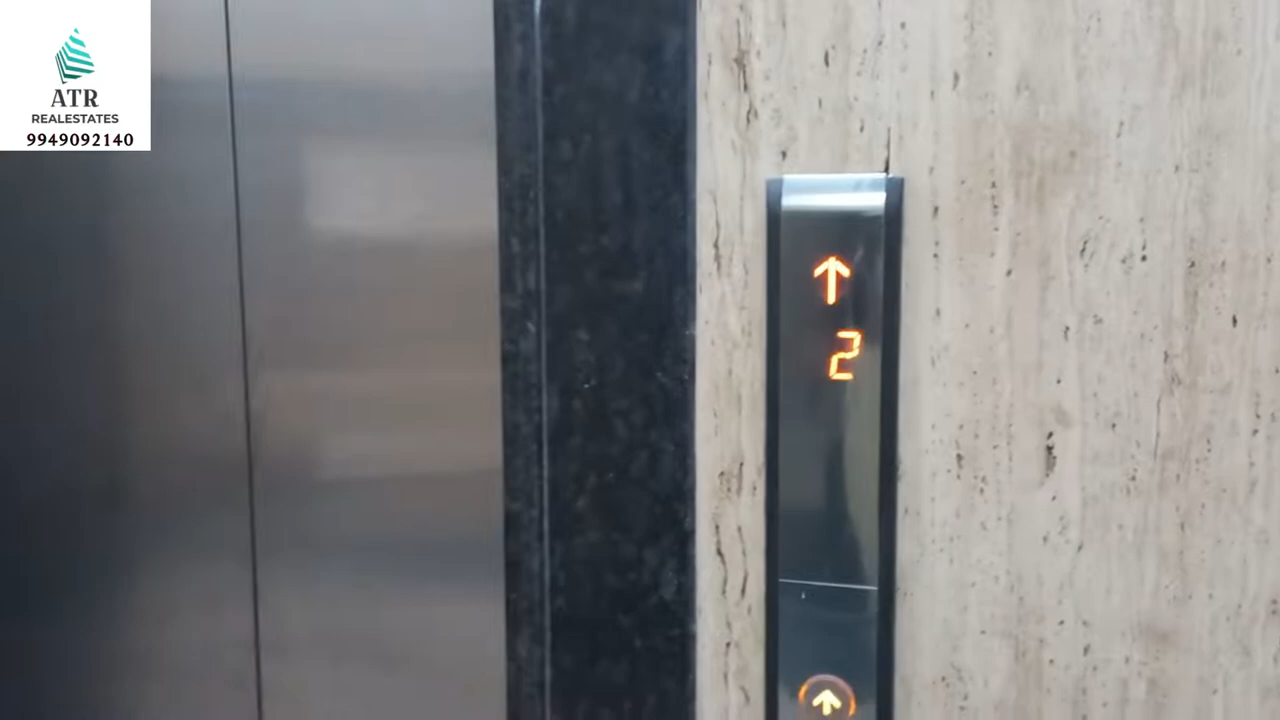 ATR
REALESTATES
9949092140
↑
2
↑